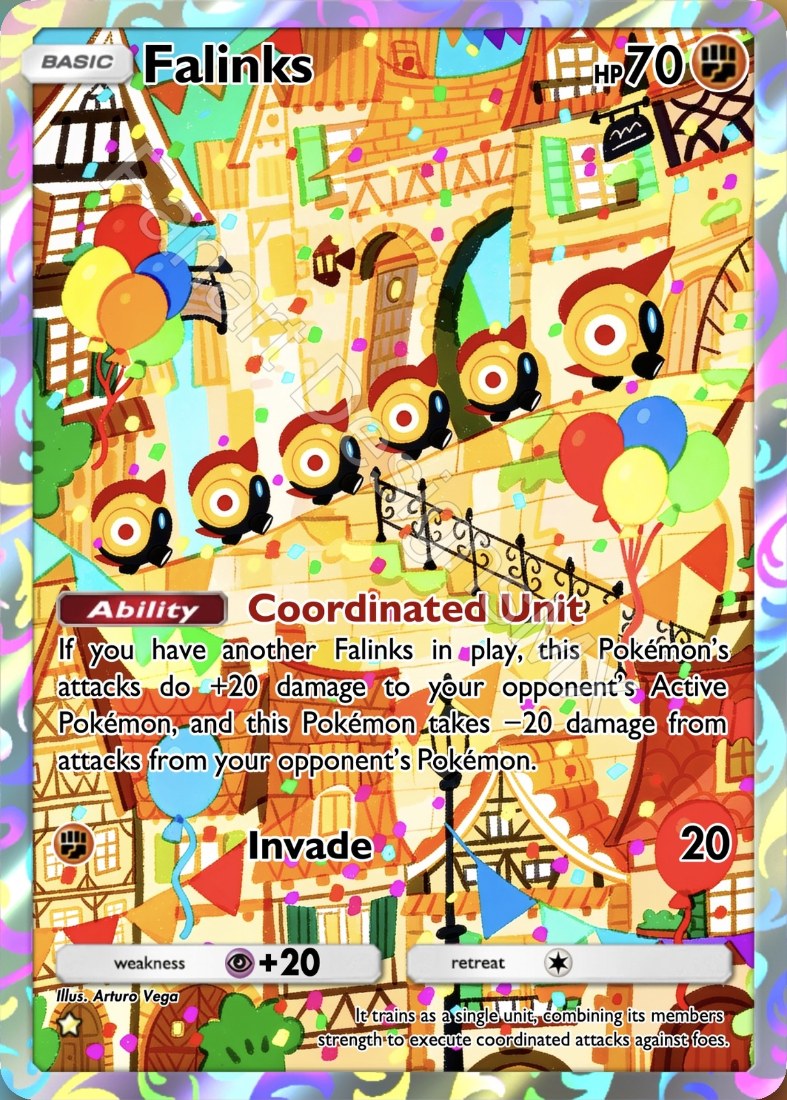 BASIC Falinks HP 70
Ability Coordinated Unit
If you have another Falinks in play, this Pokémon's
attacks do +20 damage to your opponent's Active
Pokémon, and this Pokémon takes −20 damage from
attacks from your opponent's Pokémon.
Invade 20
weakness +20 retreat
Illus. Arturo Vega
It trains as a single unit, combining its members
strength to execute coordinated attacks against foes.